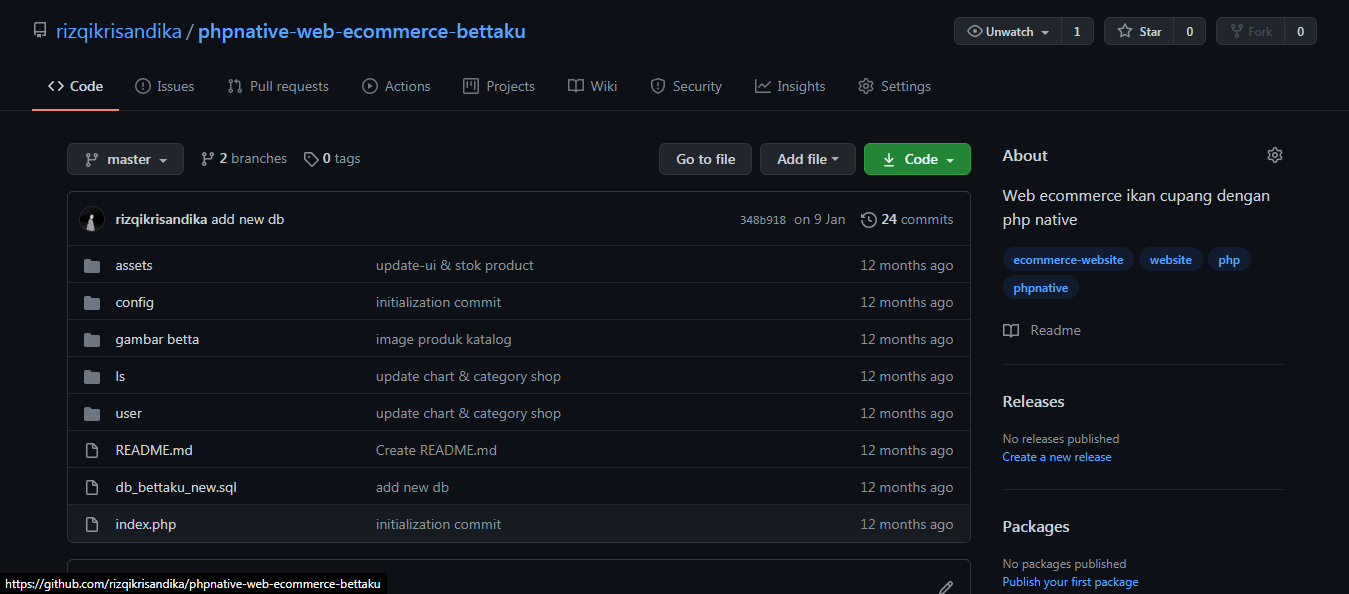 rizqikrisandika / phpnative-web-ecommerce-bettaku
Unwatch 1 Star 0 Fork 0
Code Issues Pull requests Actions Projects Wiki Security Insights Settings
master 2 branches 0 tags Go to file Add file Code
rizqikrisandika add new db 348b918 on 9 Jan 24 commits
assets update-ui & stok product 12 months ago
config initialization commit 12 months ago
gambar betta image produk katalog 12 months ago
ls update chart & category shop 12 months ago
user update chart & category shop 12 months ago
README.md Create README.md 12 months ago
db_bettaku_new.sql add new db 12 months ago
index.php initialization commit 12 months ago
About
Web ecommerce ikan cupang dengan
php native
ecommerce-website website php
phpnative
Readme
Releases
No releases published
Create a new release
Packages
No packages published
Publish your first package
https://github.com/rizqikrisandika/phpnative-web-ecommerce-bettaku